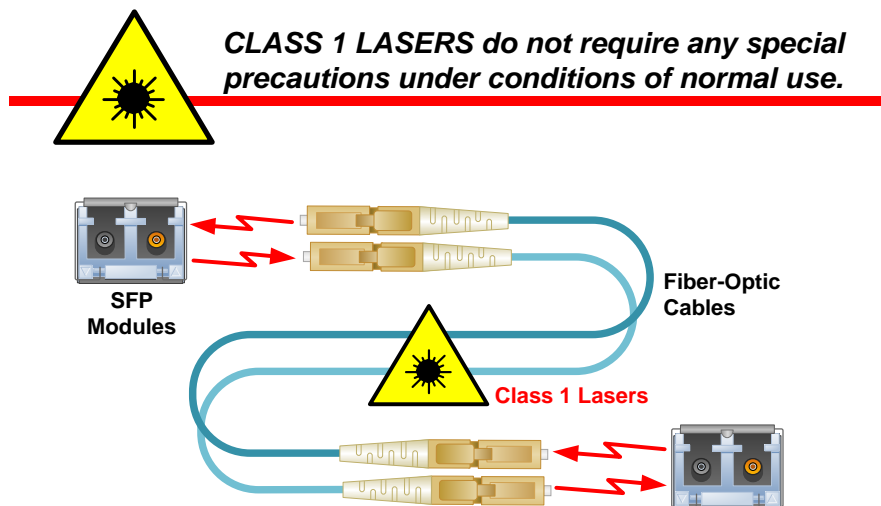 CLASS 1 LASERS do not require any special
precautions under conditions of normal use.
SFP
Modules
Fiber-Optic
Cables
Class 1 Lasers